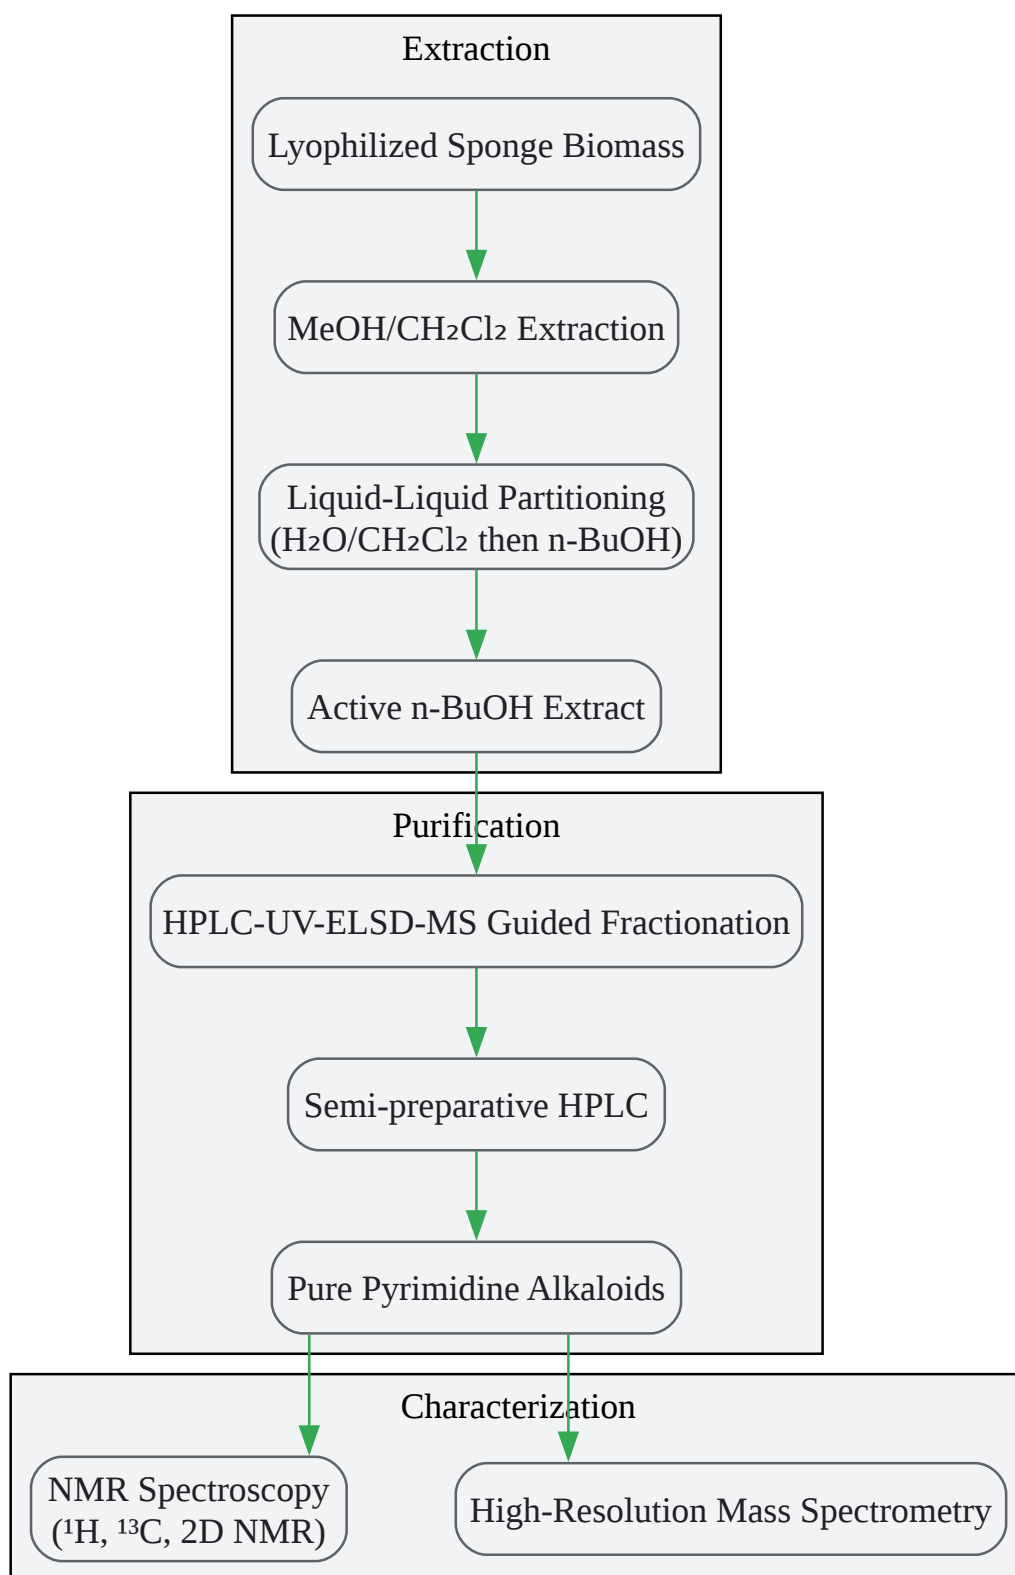 Extraction
Lyophilized Sponge Biomass
MeOH/CH₂Cl₂ Extraction
Liquid-Liquid Partitioning
(H₂O/CH₂Cl₂ then n-BuOH)
Active n-BuOH Extract
Purification
HPLC-UV-ELSD-MS Guided Fractionation
Semi-preparative HPLC
Pure Pyrimidine Alkaloids
Characterization
NMR Spectroscopy
(¹H, ¹³C, 2D NMR)
High-Resolution Mass Spectrometry